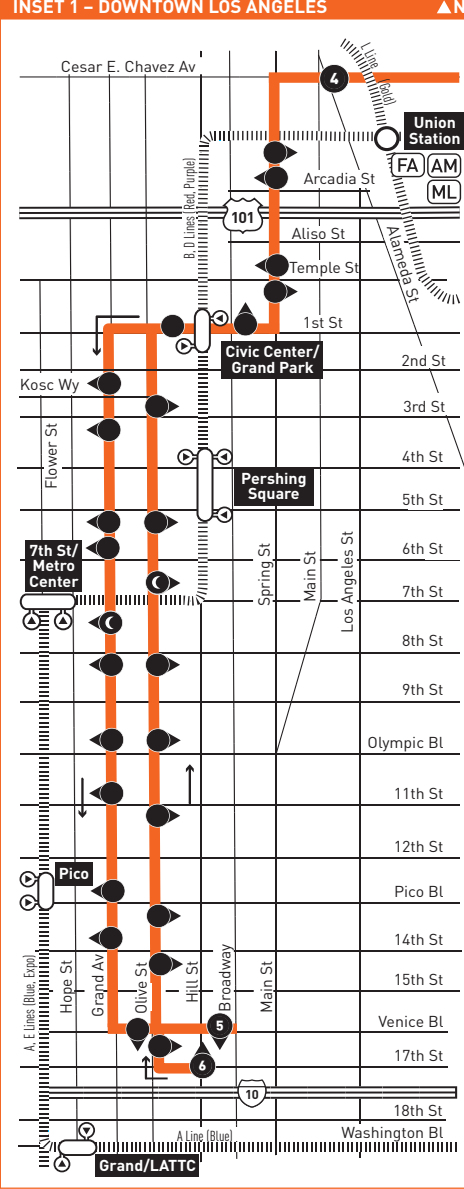 INSET 1 – DOWNTOWN LOS ANGELES
N
Cesar E. Chavez Av
4
L Line (Gold)
Union
Station
FA AM
ML
Arcadia St
B, D Lines (Red, Purple)
101
Aliso St
Alameda St
Temple St
1st St
Civic Center/
Grand Park
2nd St
Kosc Wy
3rd St
Flower St
4th St
Pershing
Square
5th St
7th St/
Metro
Center
6th St
Spring St
Main St
Los Angeles St
7th St
8th St
9th St
Olympic Bl
11th St
12th St
Pico
Pico Bl
14th St
A, E Lines (Blue, Expo)
Hope St
Grand Av
Olive St
Hill St
Broadway
Main St
15th St
5
Venice Bl
6
17th St
10
18th St
A Line (Blue)
Washington Bl
Grand/LATTC